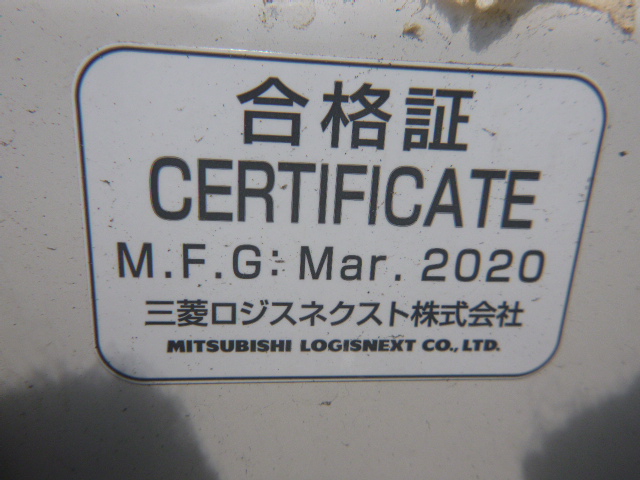 合格証
CERTIFICATE
M.F.G: Mar. 2020
三菱ロジスネクスト株式会社
MITSUBISHI LOGISNEXT CO., LTD.